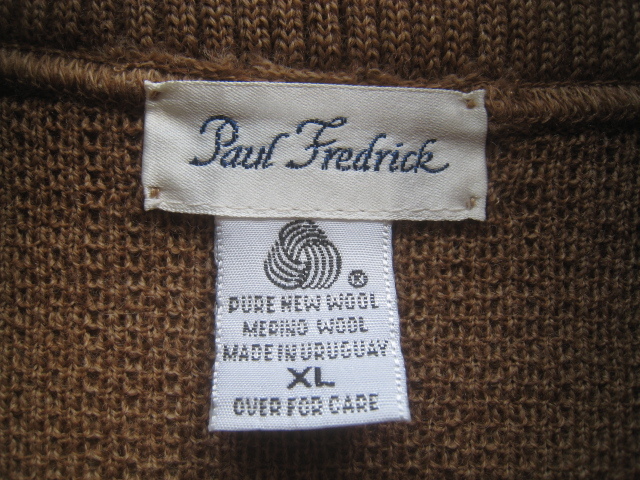 Paul Fredrick
®
PURE NEW WOOL
MERINO WOOL
MADE IN URUGUAY
XL
OVER FOR CARE